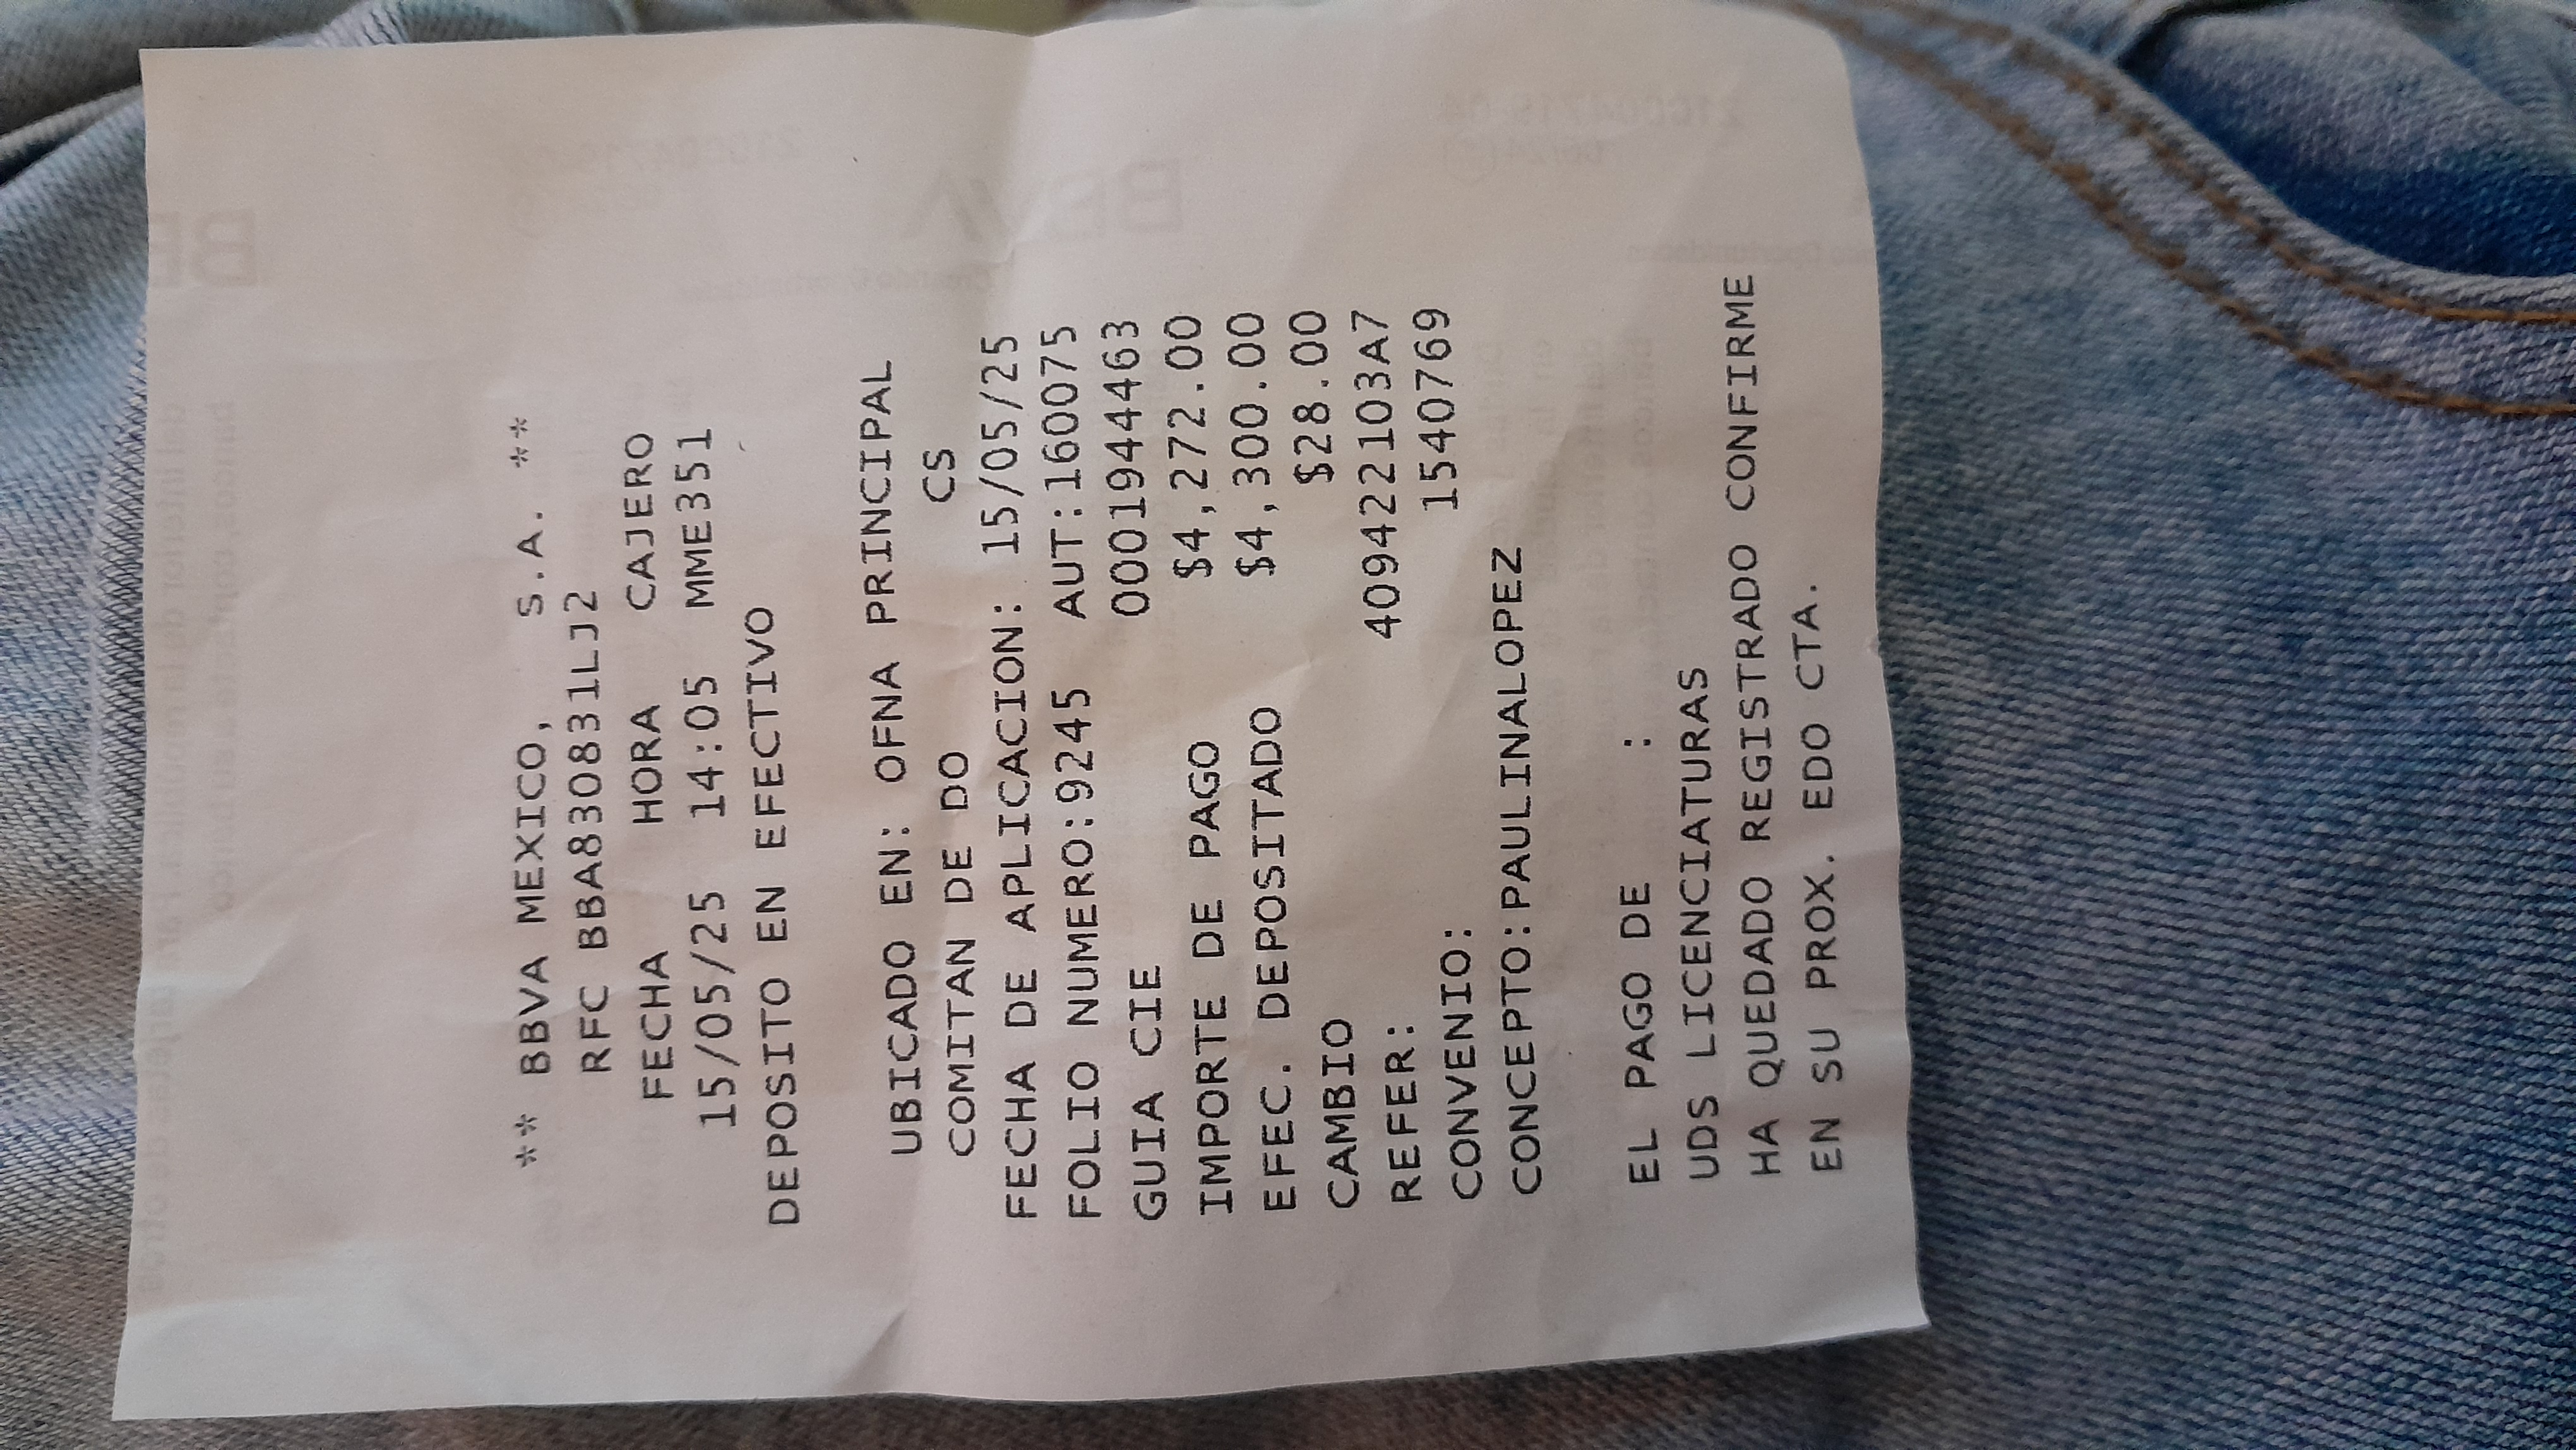 ** BBVA MEXICO, S.A. **
RFC BBA830831LJ2
FECHA HORA CAJERO
15/05/25 14:05 MME351
DEPOSITO EN EFECTIVO
UBICADO EN: OFNA PRINCIPAL
COMITAN DE DO CS
FECHA DE APLICACION: 15/05/25
FOLIO NUMERO:9245 AUT:160075
GUIA CIE 0001944463
IMPORTE DE PAGO $4,272.00
EFEC. DEPOSITADO $4,300.00
CAMBIO $28.00
REFER: 409422103A7
CONVENIO: 1540769
CONCEPTO:PAULINALOPEZ
EL PAGO DE :
UDS LICENCIATURAS
HA QUEDADO REGISTRADO CONFIRME
EN SU PROX. EDO CTA.